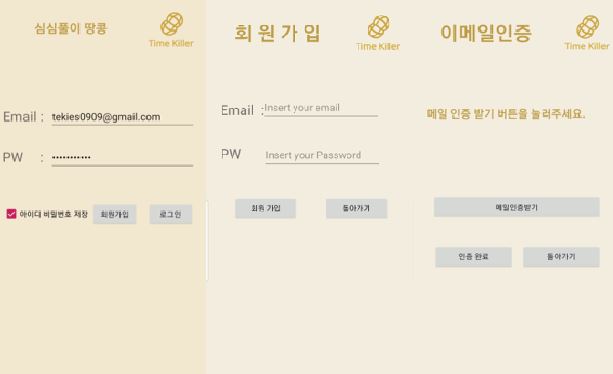 심심풀이 땅콩
Time Killer
Email : tekies0909@gmail.com
PW : ••••••••••••
아이대 비밀번호 저장
회원가입
로그인
회 원 가 입
Time Killer
Email : Insert your email
PW Insert your Password
회원 가입
돌아가기
이메일인증
Time Killer
메일 인증 받기 버튼을 눌러주세요.
메일인증받기
인증 완료
돌아가기